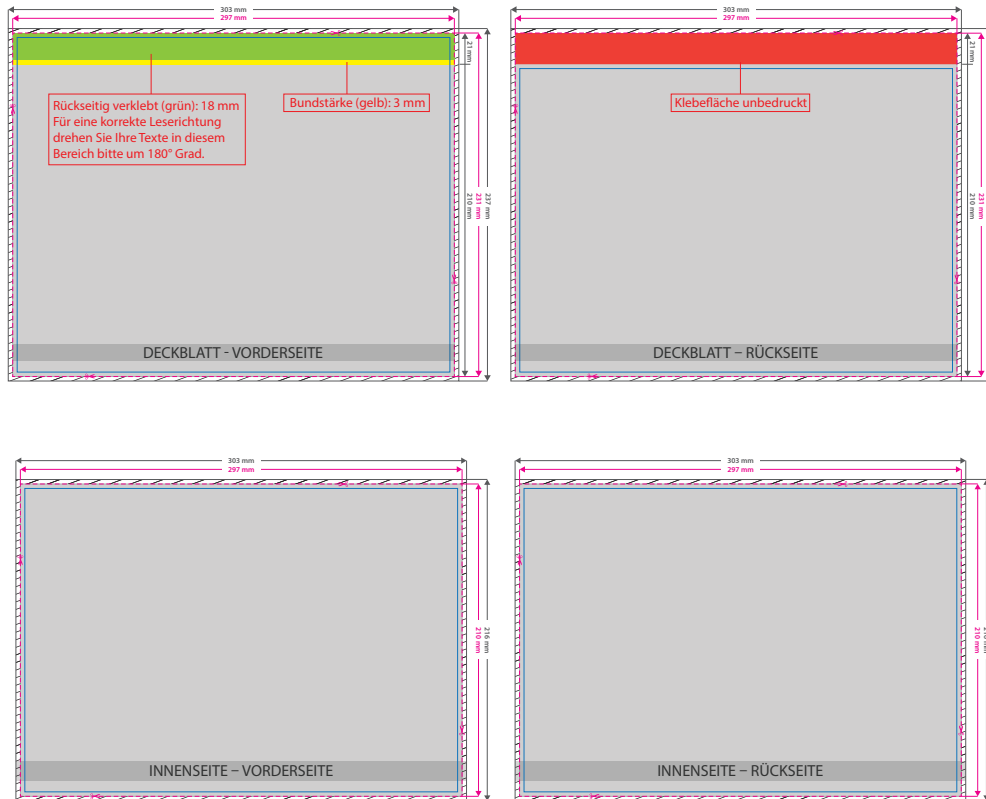 303 mm
297 mm
21 mm
Rückseitig verklebt (grün): 18 mm
Für eine korrekte Leserichtung
drehen Sie Ihre Texte in diesem
Bereich bitte um 180° Grad.
Bundstärke (gelb): 3 mm
210 mm
231 mm
237 mm
DECKBLATT - VORDERSEITE
303 mm
297 mm
21 mm
Klebefläche unbedruckt
210 mm
231 mm
DECKBLATT – RÜCKSEITE
303 mm
297 mm
210 mm
216 mm
INNENSEITE – VORDERSEITE
303 mm
297 mm
210 mm
INNENSEITE – RÜCKSEITE